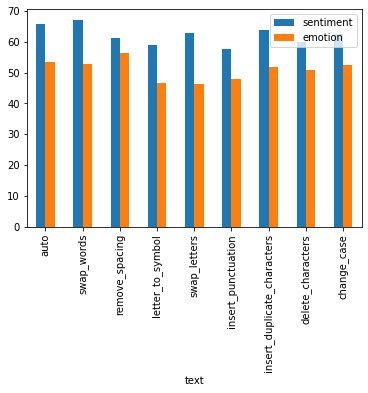 70
60
50
40
30
20
10
0
sentiment
emotion
auto
swap_words
remove_spacing
letter_to_symbol
swap_letters
insert_punctuation
insert_duplicate_characters
delete_characters
change_case
text